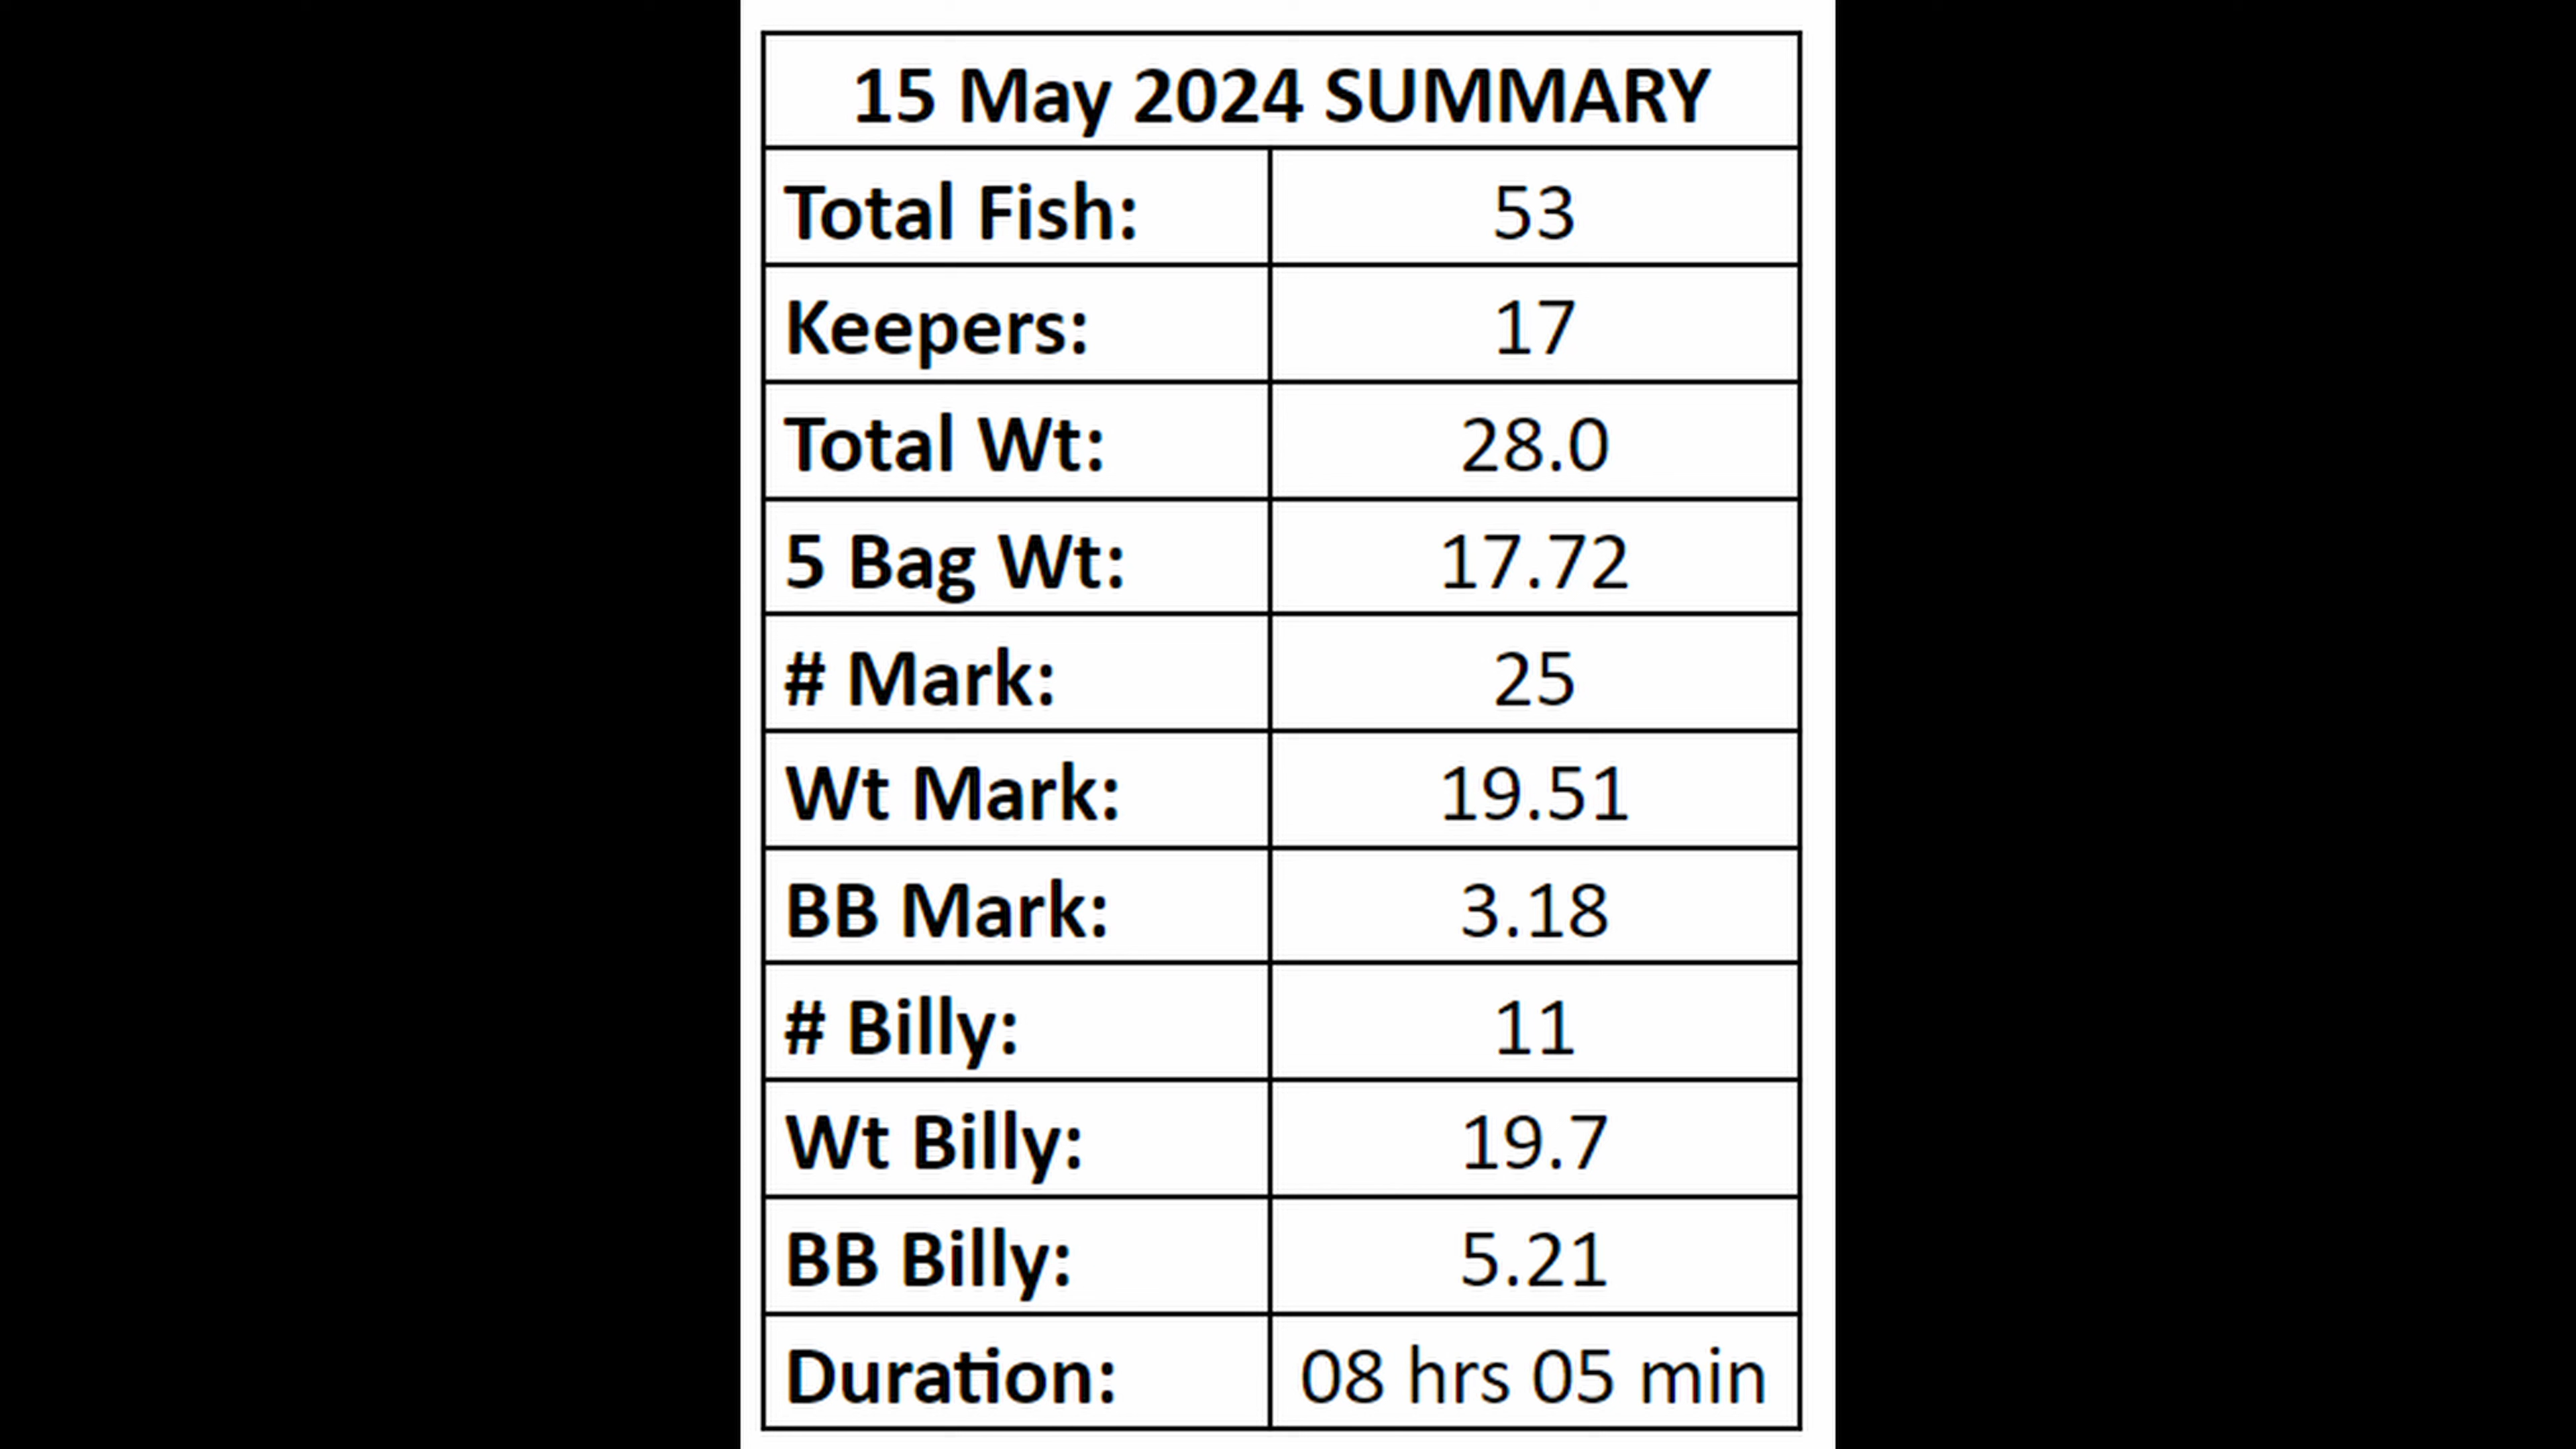 15 May 2024 SUMMARY
Total Fish: 53
Keepers: 17
Total Wt: 28.0
5 Bag Wt: 17.72
# Mark: 25
Wt Mark: 19.51
BB Mark: 3.18
# Billy: 11
Wt Billy: 19.7
BB Billy: 5.21
Duration: 08 hrs 05 min